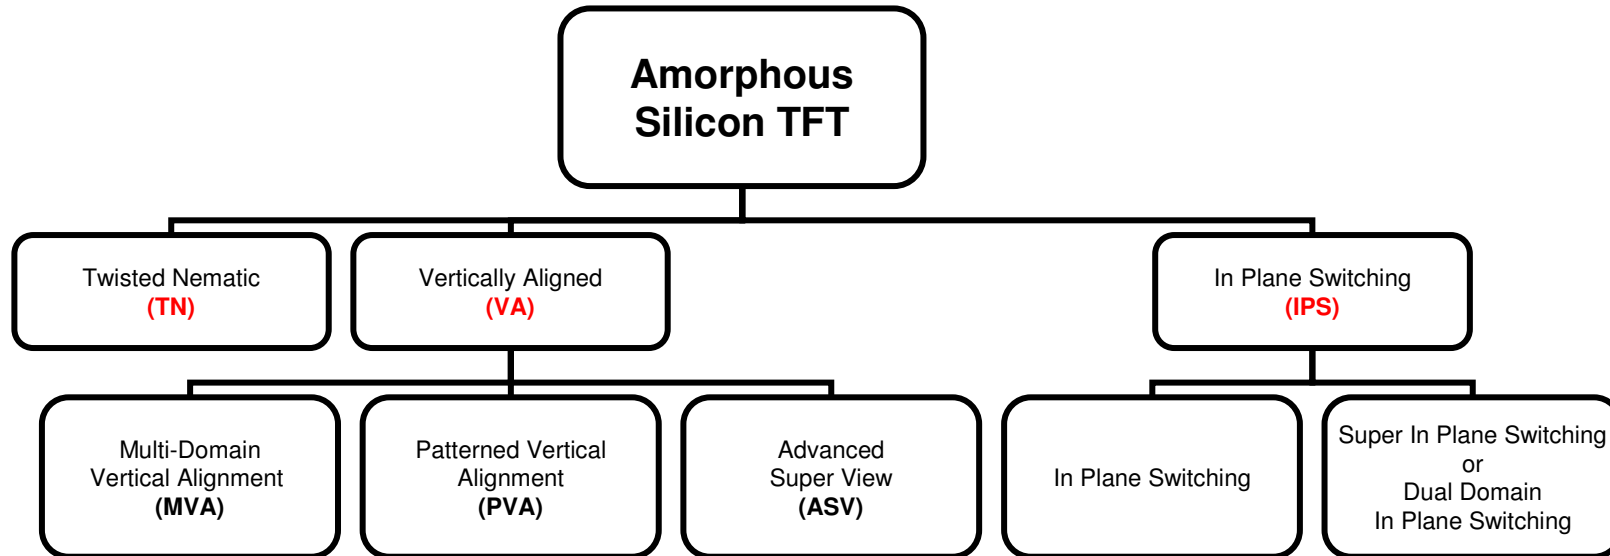 Amorphous
Silicon TFT
Twisted Nematic
(TN)
Vertically Aligned
(VA)
In Plane Switching
(IPS)
Multi-Domain
Vertical Alignment
(MVA)
Patterned Vertical
Alignment
(PVA)
Advanced
Super View
(ASV)
In Plane Switching
Super In Plane Switching
or
Dual Domain
In Plane Switching